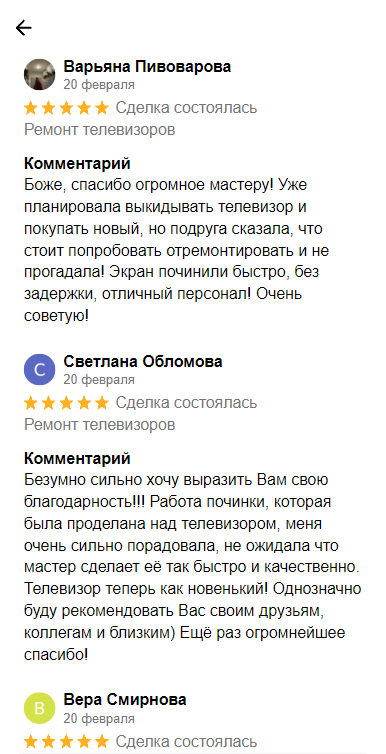 Варьяна Пивоварова
20 февраля
Сделка состоялась
Ремонт телевизоров
Комментарий
Боже, спасибо огромное мастеру! Уже
планировала выкидывать телевизор и
покупать новый, но подруга сказала, что
стоит попробовать отремонтировать и не
прогадала! Экран починили быстро, без
задержки, отличный персонал! Очень
советую!
С
Светлана Обломова
20 февраля
Сделка состоялась
Ремонт телевизоров
Комментарий
Безумно сильно хочу выразить Вам свою
благодарность!!! Работа починки, которая
была проделана над телевизором, меня
очень сильно порадовала, не ожидала что
мастер сделает её так быстро и качественно.
Телевизор теперь как новенький! Однозначно
буду рекомендовать Вас своим друзьям,
коллегам и близким) Ещё раз огромнейшее
спасибо!
В
Вера Смирнова
20 февраля
Сделка состоялась